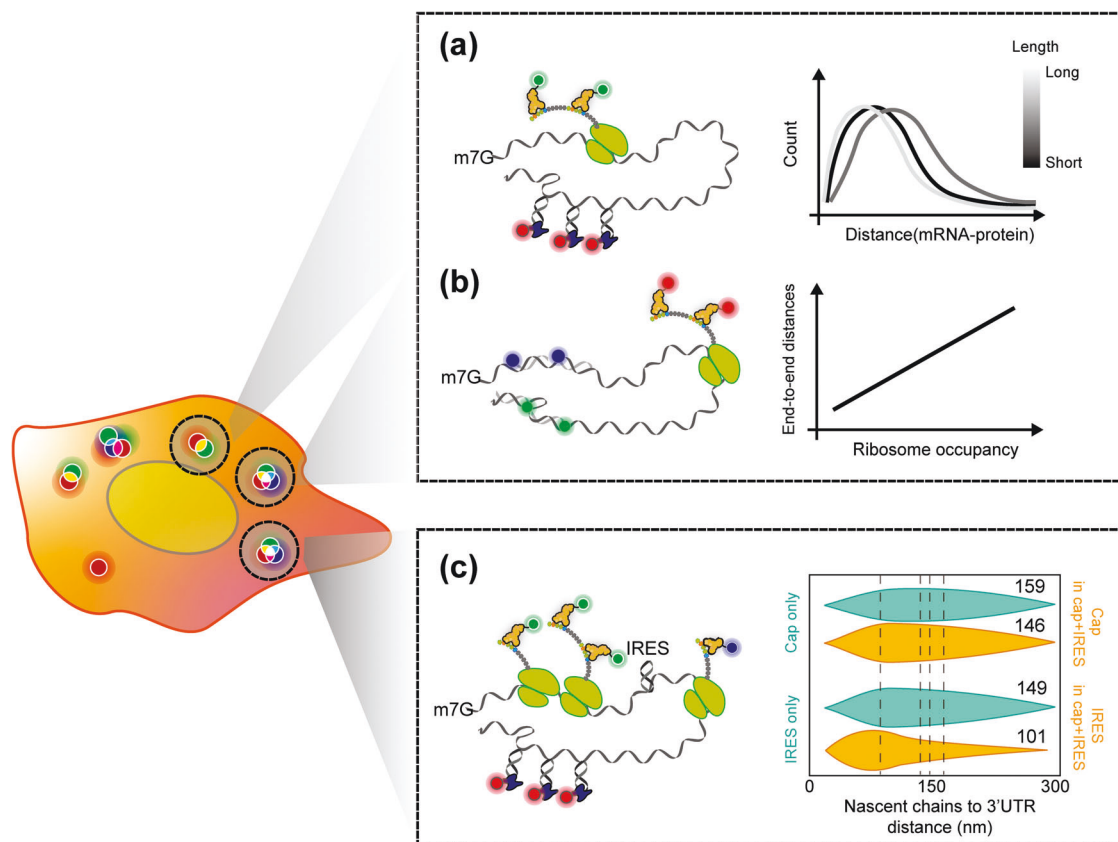 (a)
m7G
Count
Distance(mRNA-protein)
Length
Long
Short
(b)
m7G
End-to-end distances
Ribosome occupancy
(c)
IRES
m7G
Cap only
IRES only
159
146
149
101
Cap
in cap+IRES
IRES
in cap+IRES
0
150
300
Nascent chains to 3'UTR
distance (nm)